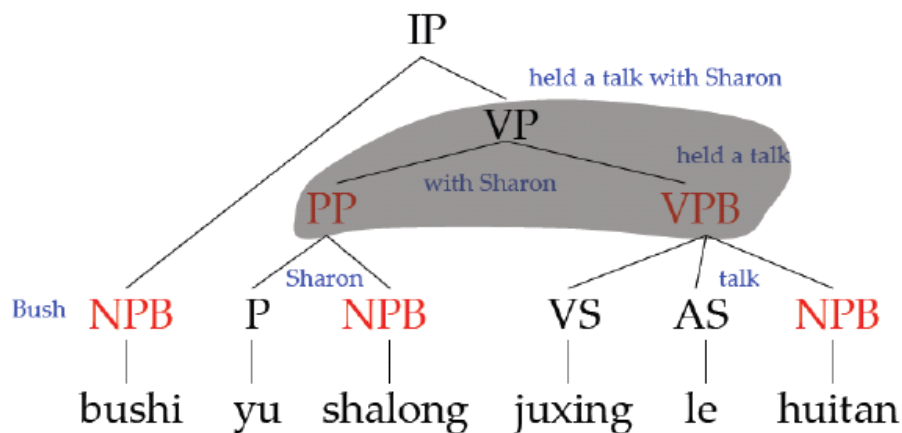 IP
held a talk with Sharon
VP
held a talk
with Sharon
PP VPB
Sharon talk
Bush NPB P NPB VS AS NPB
bushi yu shalong juxing le huitan